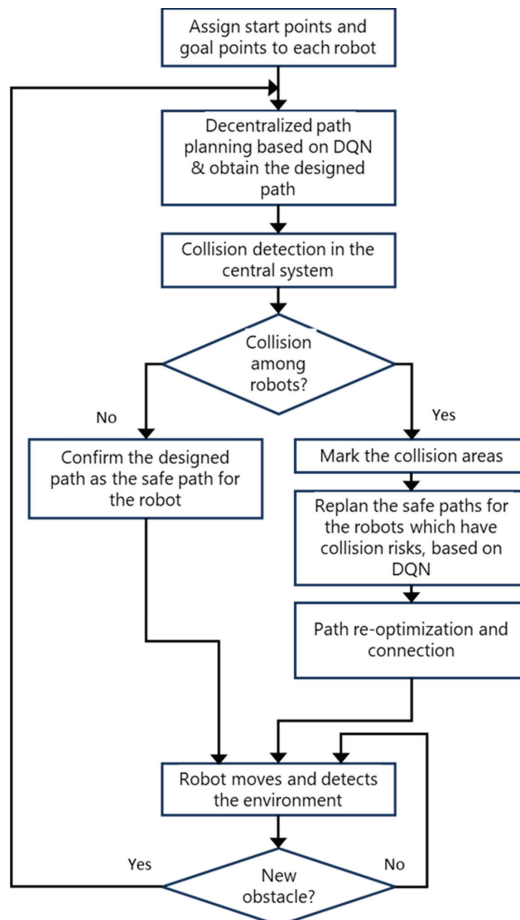 Assign start points and
goal points to each robot
Decentralized path
planning based on DQN
& obtain the designed
path
Collision detection in the
central system
Collision
among
robots?
No
Yes
Confirm the designed
path as the safe path for
the robot
Mark the collision areas
Replan the safe paths for
the robots which have
collision risks, based on
DQN
Path re-optimization and
connection
Robot moves and detects
the environment
Yes
No
New
obstacle?